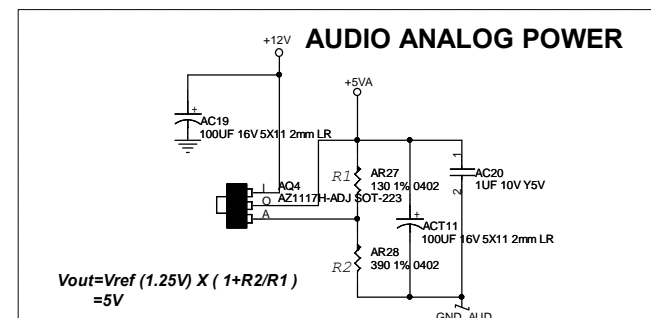 AUDIO ANALOG POWER
+12V
+5VA
AC19
100UF 16V 5X11 2mm LR
R1
AR27
130 1% 0402
1
AC20
1UF 10V Y5V
2
I
O
A
AQ4
AZ1117H-ADJ SOT-223
ACT11
100UF 16V 5X11 2mm LR
R2
AR28
390 1% 0402
Vout=Vref (1.25V) X ( 1+R2/R1 )
=5V
GND_AUD